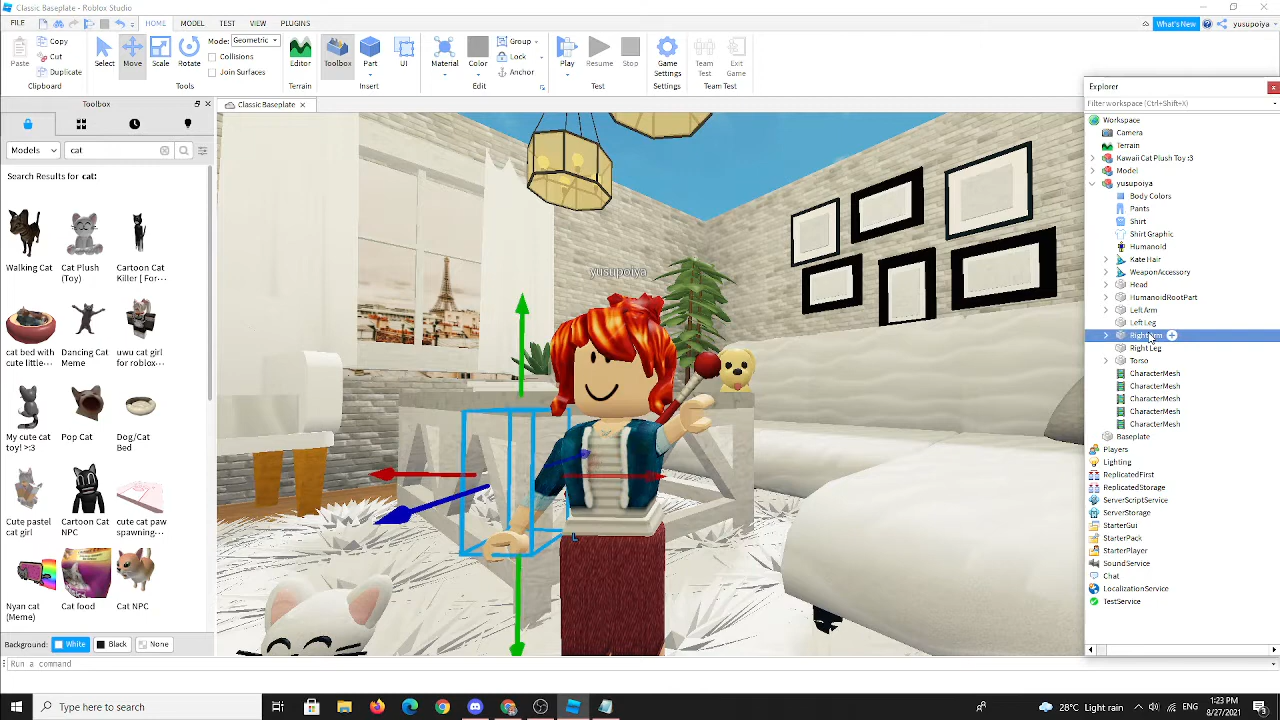 ClassicBaseplate - Roblox Studio
FILE HOME MODEL TEST VIEW PLUGINS What's New yusupoiya
Paste Copy Cut Duplicate Select Move Scale Rotate Mode: Geometric Collisions Join Surfaces Editor Toolbox Part UI Material Color Group Lock Anchor Play Resume Stop Game Settings Team Test Exit Game
Clipboard Tools Terrain Insert Edit Test Settings Team Test
Toolbox
ClassicBaseplate
Models cat
Search Results for cat:
Walking Cat
Cat Plush (Toy)
Cartoon Cat Killer [ For···
cat bed with cute little···
Dancing Cat Meme
uwu cat girl for roblox···
My cute cat toy! >:3
Pop Cat
Dog/Cat Bed
Cute pastel cat girl
Cartoon Cat NPC
cute cat paw spawning···
Nyan cat (Meme)
Cat food
Cat NPC
Background: White Black None
yusupoiya
Explorer
Filter workspace (Ctrl+Shift+X)
Workspace
Camera
Terrain
Kawaii Cat Plush Toy :3
Model
yusupoiya
Body Colors
Pants
Shirt
Shirt Graphic
Humanoid
Kate Hair
WeaponAccessory
Head
HumanoidRootPart
Left Arm
Left Leg
Right Arm
Right Leg
Torso
CharacterMesh
CharacterMesh
CharacterMesh
CharacterMesh
CharacterMesh
Baseplate
Players
Lighting
ReplicatedFirst
ReplicatedStorage
ServerScriptService
ServerStorage
StarterGui
StarterPack
StarterPlayer
SoundService
Chat
LocalizationService
TestService
Run a command
Type here to search
28°C Light rain
ENG
1:23 PM
8/27/2021